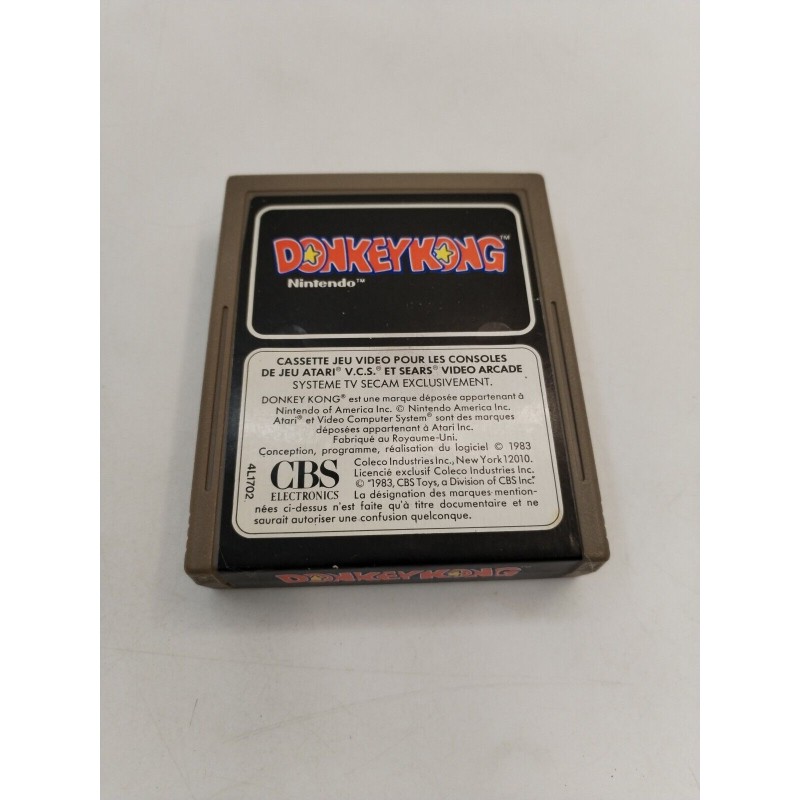 DONKEY KONG™
Nintendo™
CASSETTE JEU VIDEO POUR LES CONSOLES
DE JEU ATARI® V.C.S.® ET SEARS® VIDEO ARCADE
SYSTEME TV SECAM EXCLUSIVEMENT.
DONKEY KONG® est une marque déposée appartenant à
Nintendo of America Inc. © Nintendo America Inc.
Atari® et Video Computer System® sont des marques
déposées appartenant à Atari Inc.
Fabriqué au Royaume-Uni.
Conception, programme, réalisation du logiciel © 1983
Coleco Industries Inc., New York 12010.
Licencié exclusif Coleco Industries Inc.
© "1983, CBS Toys, a Division of CBS Inc."
La désignation des marques mention-
nées ci-dessus n'est faite qu'à titre documentaire et ne
saurait autoriser une confusion quelconque.
CBS
ELECTRONICS
4L1702
DONKEY KONG